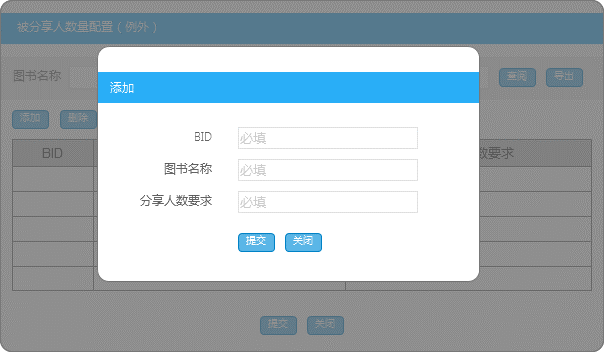 被分享人数量配置（例外）
图书名称
查阅
导出
添加
删除
BID
数要求
添加
BID
必填
图书名称
必填
分享人数要求
必填
提交
关闭
提交
关闭